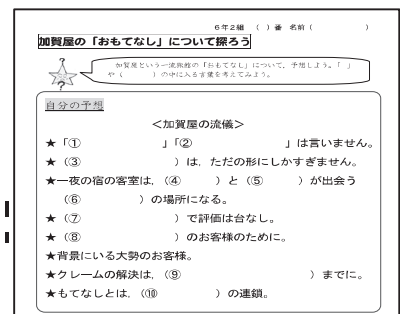 6年2組 （ ）番 名前（ ）
加賀屋の「おもてなし」について探ろう
?
加賀屋という一流旅館の「おもてなし」について，予想しよう。「 」
や（ ）の中に入る言葉を考えてみよう。
?
自分の予想
＜加賀屋の流儀＞
★「① 」「② 」は言いません。
★（③ ）は，ただの形にしかすぎません。
★一夜の宿の客室は，（④ ）と（⑤ ）が出会う
（⑥ ）の場所になる。
★（⑦ ）で評価は台なし。
★（⑧ ）のお客様のために。
★背景にいる大勢のお客様。
★クレームの解決は，（⑨ ）までに。
★もてなしとは，（⑩ ）の連鎖。